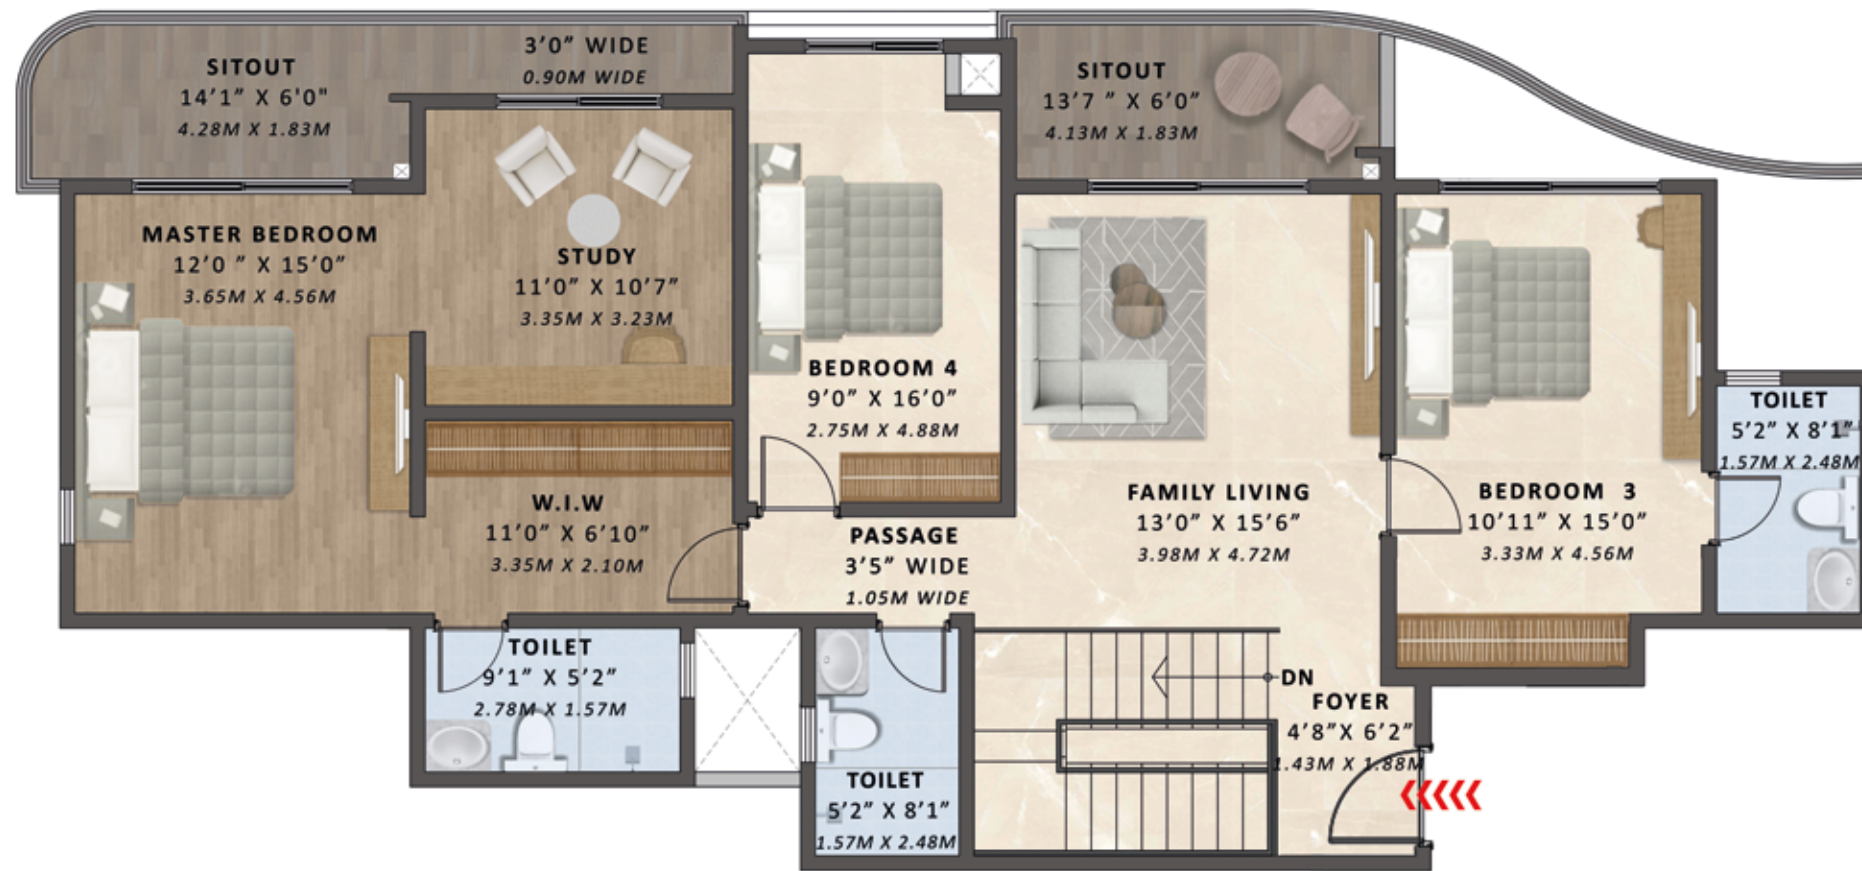 SITOUT
14'1" X 6'0"
4.28M X 1.83M
3'0" WIDE
0.90M WIDE
SITOUT
13'7 " X 6'0"
4.13M X 1.83M
MASTER BEDROOM
12'0 " X 15'0"
3.65M X 4.56M
STUDY
11'0" X 10'7"
3.35M X 3.23M
BEDROOM 4
9'0" X 16'0"
2.75M X 4.88M
TOILET
5'2" X 8'1"
1.57M X 2.48M
W.I.W
11'0" X 6'10"
3.35M X 2.10M
PASSAGE
3'5" WIDE
1.05M WIDE
FAMILY LIVING
13'0" X 15'6"
3.98M X 4.72M
BEDROOM 3
10'11" X 15'0"
3.33M X 4.56M
TOILET
9'1" X 5'2"
2.78M X 1.57M
DN
FOYER
4'8"X 6'2"
1.43M X 1.88M
TOILET
5'2" X 8'1"
1.57M X 2.48M